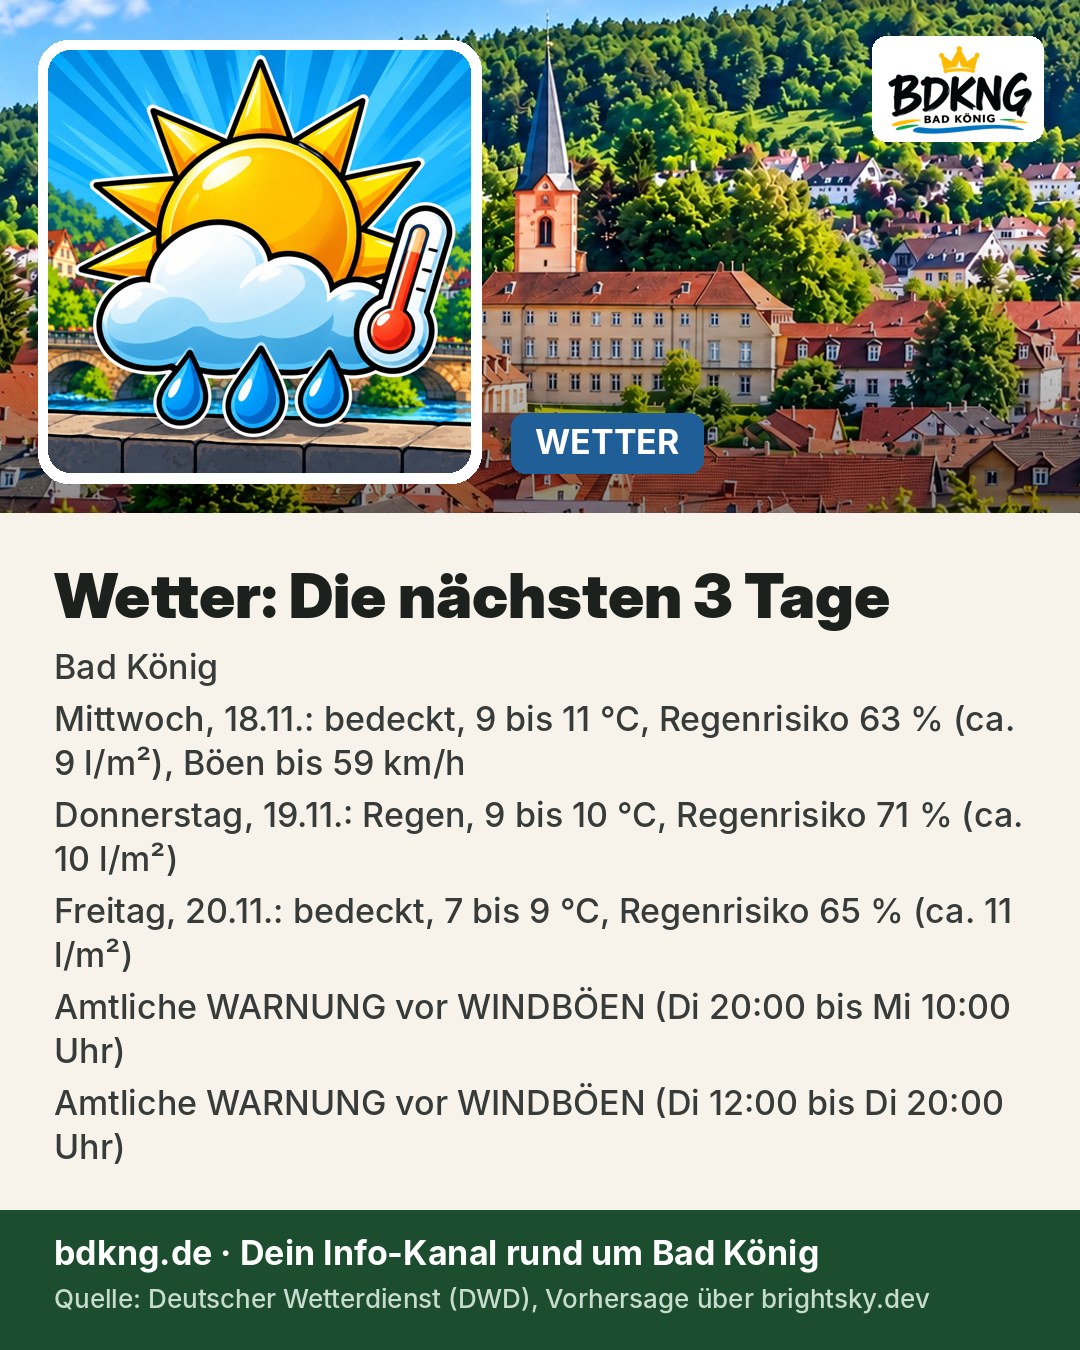 BDKNG
BAD KÖNIG
WETTER
Wetter: Die nächsten 3 Tage
Bad König
Mittwoch, 18.11.: bedeckt, 9 bis 11 °C, Regenrisiko 63 % (ca.
9 l/m²), Böen bis 59 km/h
Donnerstag, 19.11.: Regen, 9 bis 10 °C, Regenrisiko 71 % (ca.
10 l/m²)
Freitag, 20.11.: bedeckt, 7 bis 9 °C, Regenrisiko 65 % (ca. 11
l/m²)
Amtliche WARNUNG vor WINDBÖEN (Di 20:00 bis Mi 10:00
Uhr)
Amtliche WARNUNG vor WINDBÖEN (Di 12:00 bis Di 20:00
Uhr)
bdkng.de · Dein Info-Kanal rund um Bad König
Quelle: Deutscher Wetterdienst (DWD), Vorhersage über brightsky.dev